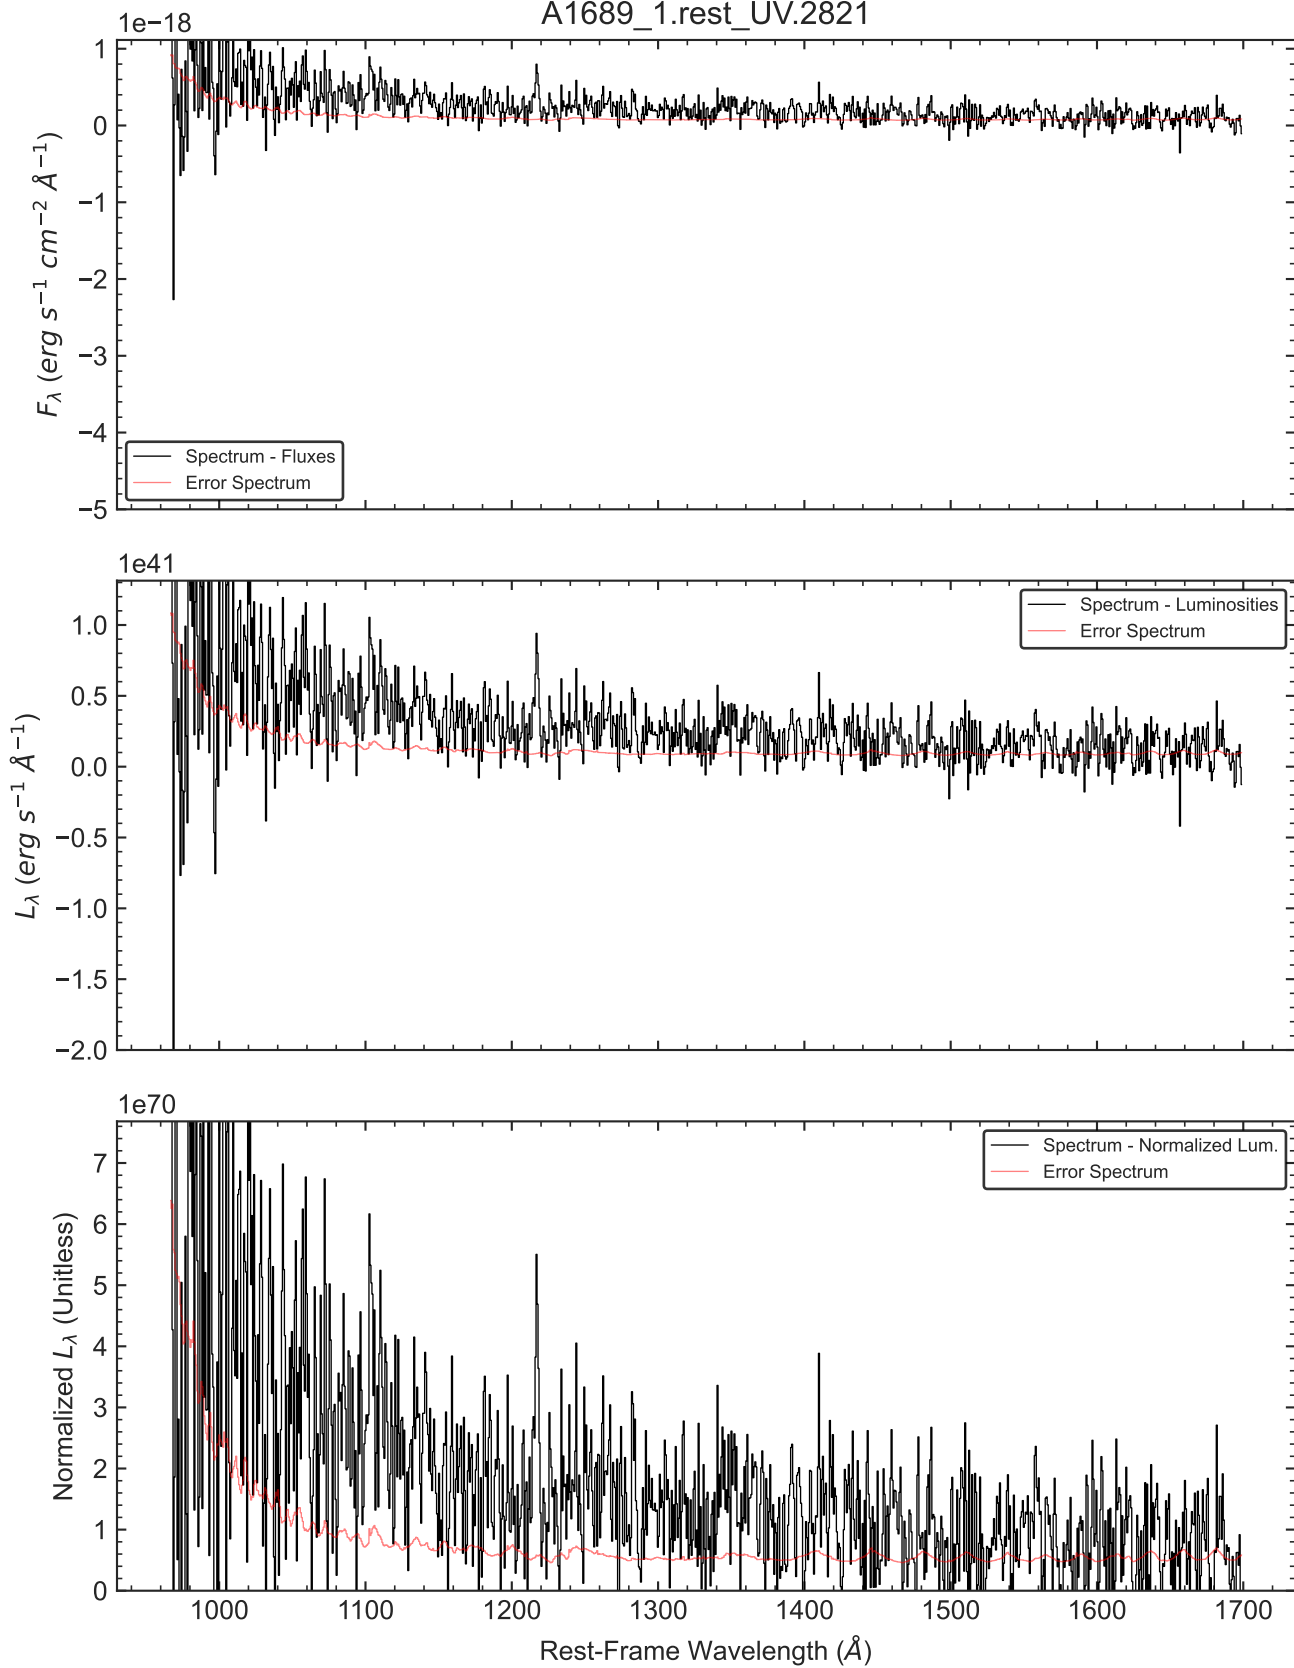 A1689_1.rest_UV.2821
1e−18
1
0
−1
−2
−3
−4
−5
F_λ (erg s⁻¹ cm⁻² Å⁻¹)
Spectrum - Fluxes
Error Spectrum
1e41
1.0
0.5
0.0
−0.5
−1.0
−1.5
−2.0
L_λ (erg s⁻¹ Å⁻¹)
Spectrum - Luminosities
Error Spectrum
1e70
7
6
5
4
3
2
1
0
Normalized L_λ (Unitless)
Spectrum - Normalized Lum.
Error Spectrum
1000 1100 1200 1300 1400 1500 1600 1700
Rest-Frame Wavelength (Å)